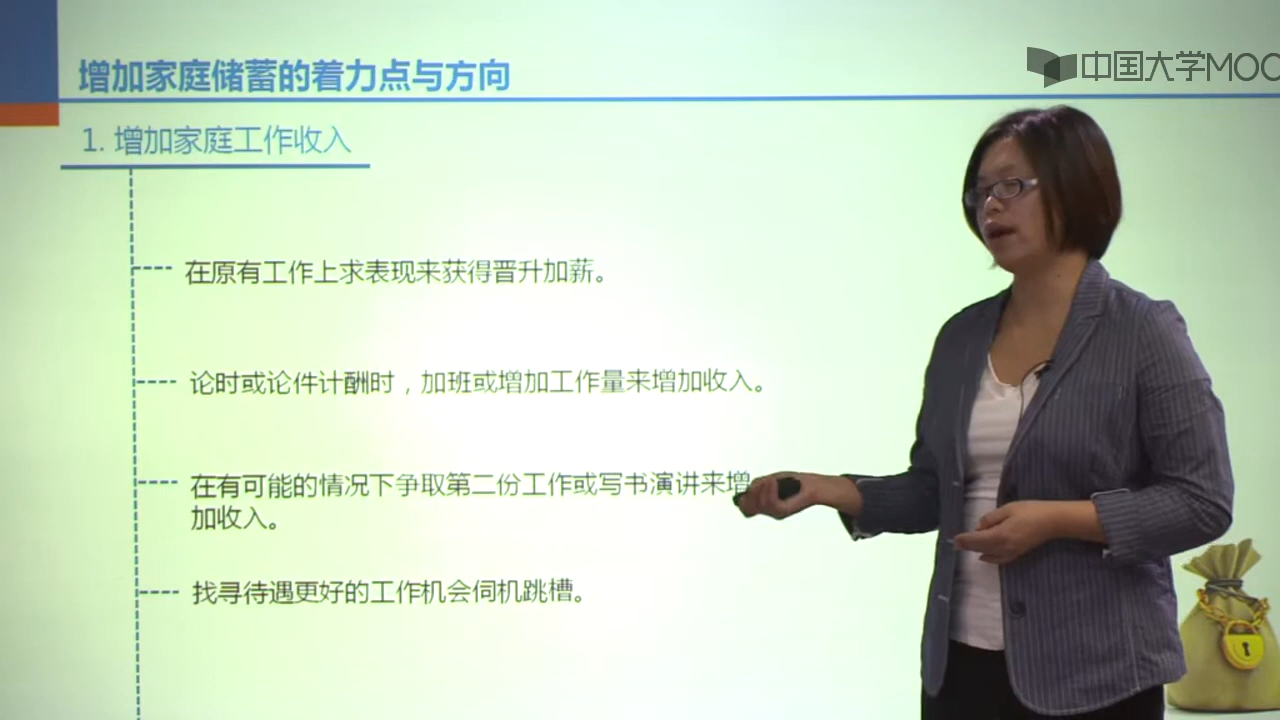 增加家庭储蓄的着力点与方向
中国大学MOO
1. 增加家庭工作收入
在原有工作上求表现来获得晋升加薪。
论时或论件计酬时，加班或增加工作量来增加收入。
在有可能的情况下争取第二份工作或写书演讲来增
加收入。
找寻待遇更好的工作机会伺机跳槽。